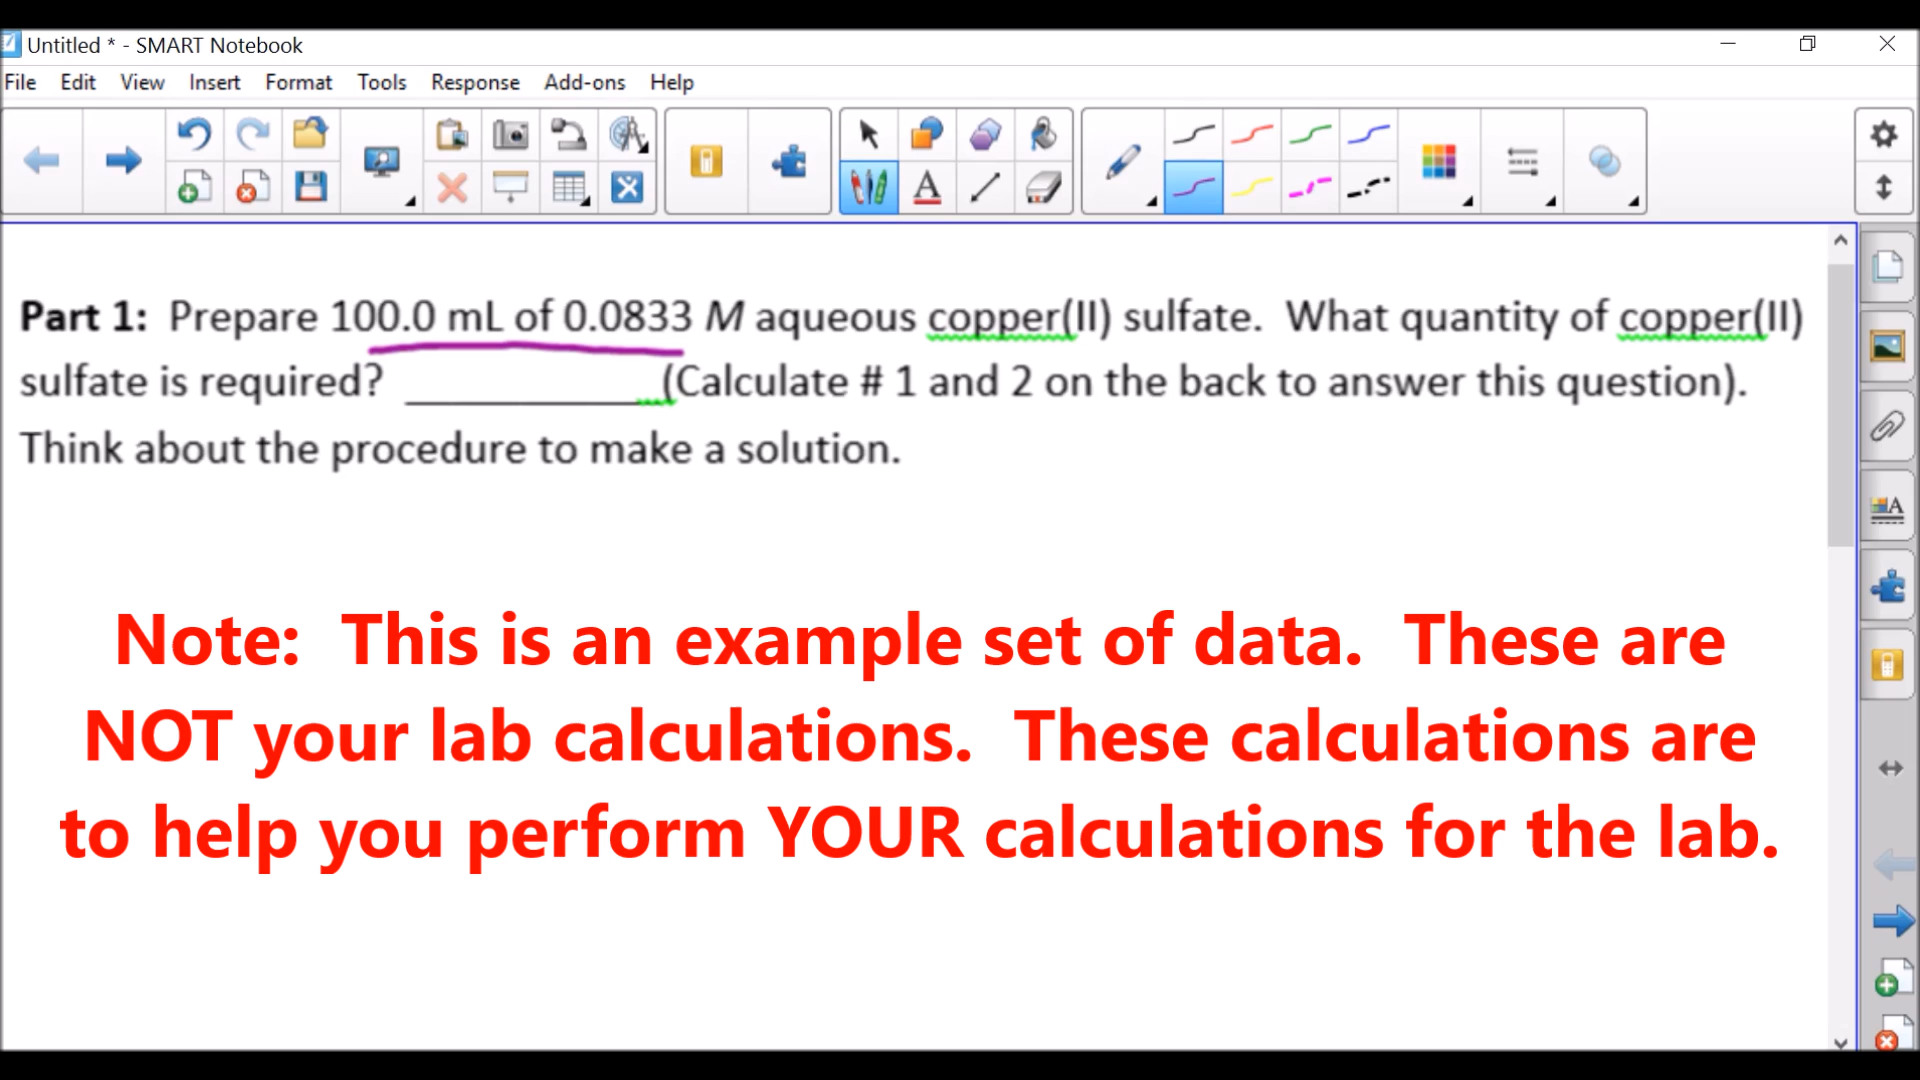 Untitled * - SMART Notebook
File Edit View Insert Format Tools Response Add-ons Help
Part 1: Prepare 100.0 mL of 0.0833 M aqueous copper(II) sulfate. What quantity of copper(II)
sulfate is required? ___________ (Calculate # 1 and 2 on the back to answer this question).
Think about the procedure to make a solution.
Note: This is an example set of data. These are
NOT your lab calculations. These calculations are
to help you perform YOUR calculations for the lab.